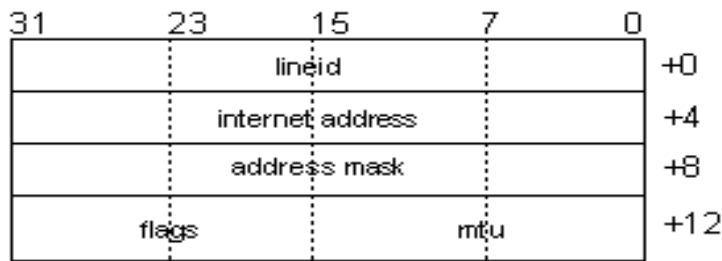 31 23 15 7 0
lineid +0
internet address +4
address mask +8
flags mtu +12